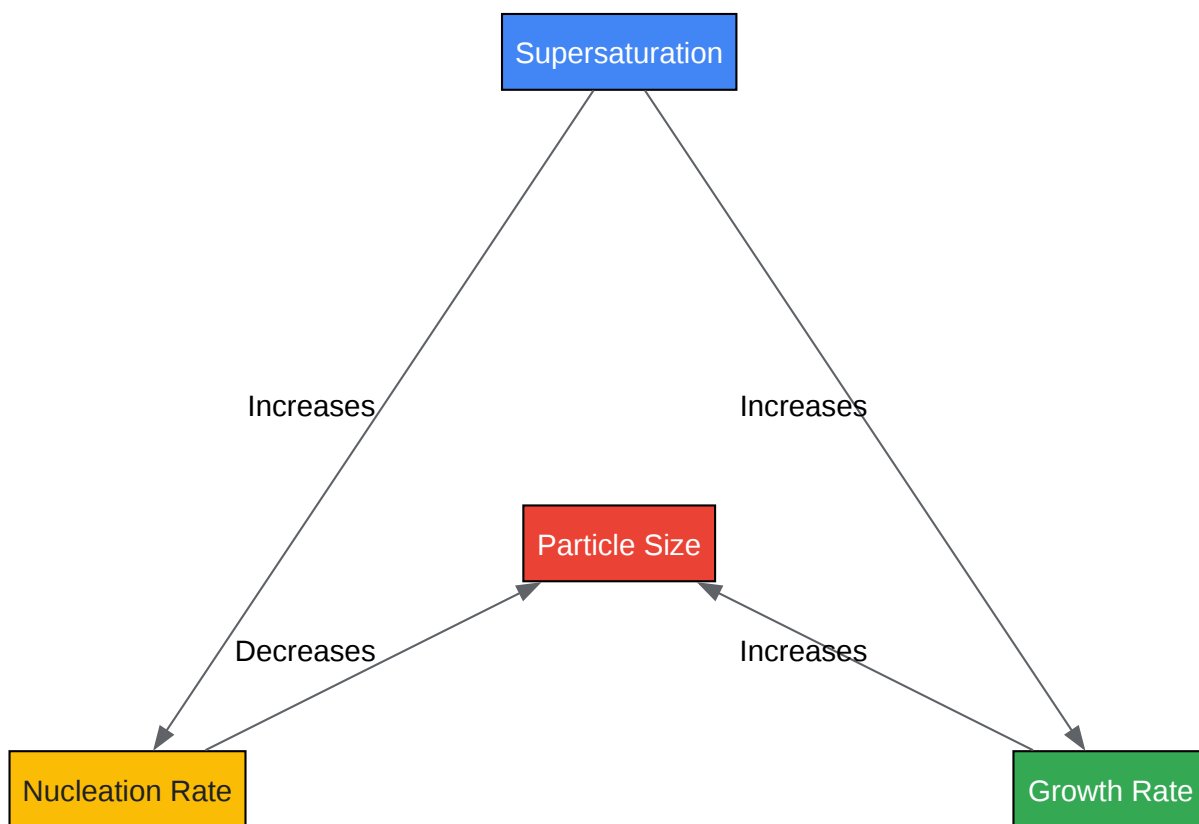 Supersaturation
Increases
Increases
Particle Size
Decreases
Increases
Nucleation Rate
Growth Rate